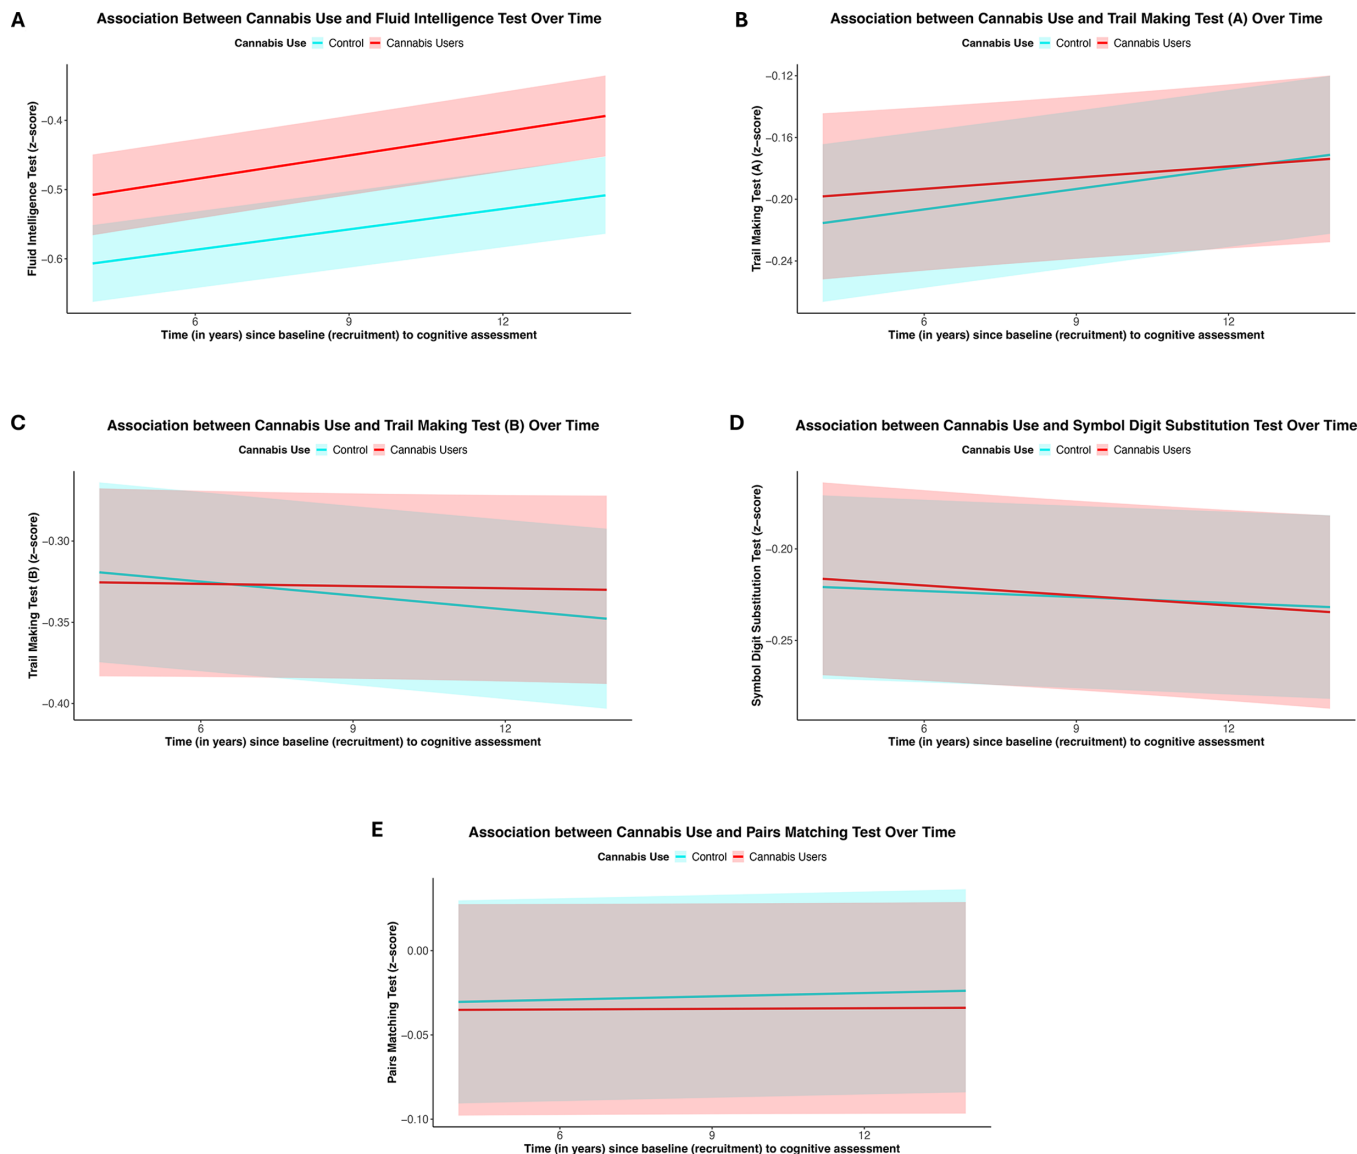 A
Association Between Cannabis Use and Fluid Intelligence Test Over Time
Cannabis Use Control Cannabis Users
Fluid Intelligence Test (z−score)
−0.4
−0.5
−0.6
6 9 12
Time (in years) since baseline (recruitment) to cognitive assessment
B
Association between Cannabis Use and Trail Making Test (A) Over Time
Cannabis Use Control Cannabis Users
Trail Making Test (A) (z−score)
−0.12
−0.16
−0.20
−0.24
6 9 12
Time (in years) since baseline (recruitment) to cognitive assessment
C
Association between Cannabis Use and Trail Making Test (B) Over Time
Cannabis Use Control Cannabis Users
Trail Making Test (B) (z−score)
−0.30
−0.35
−0.40
6 9 12
Time (in years) since baseline (recruitment) to cognitive assessment
D
Association between Cannabis Use and Symbol Digit Substitution Test Over Time
Cannabis Use Control Cannabis Users
Symbol Digit Substitution Test (z−score)
−0.20
−0.25
6 9 12
Time (in years) since baseline (recruitment) to cognitive assessment
E
Association between Cannabis Use and Pairs Matching Test Over Time
Cannabis Use Control Cannabis Users
Pairs Matching Test (z−score)
0.00
−0.05
−0.10
6 9 12
Time (in years) since baseline (recruitment) to cognitive assessment